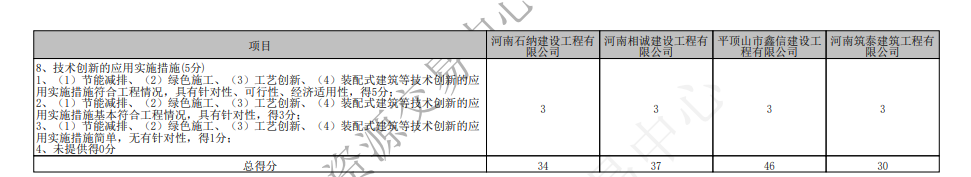 项目
河南石纳建设工程有
限公司
河南相诚建设工程有
限公司
平顶山市鑫信建设工
程有限公司
河南筑泰建筑工程有
限公司
8、技术创新的应用实施措施(5分)
1、（1）节能减排、（2）绿色施工、（3）工艺创新、（4）装配式建筑等技术创新的应
用实施措施符合工程情况，具有针对性、可行性、经济适用性，得5分；
2、（1）节能减排、（2）绿色施工、（3）工艺创新、（4）装配式建筑等技术创新的应
用实施措施基本符合工程情况，具有针对性，得3分；
3、（1）节能减排、（2）绿色施工、（3）工艺创新、（4）装配式建筑等技术创新的应
用实施措施简单，无有针对性，得1分；
4、未提供得0分
3
3
3
3
总得分
34
37
46
30
资源交易中心
易中心